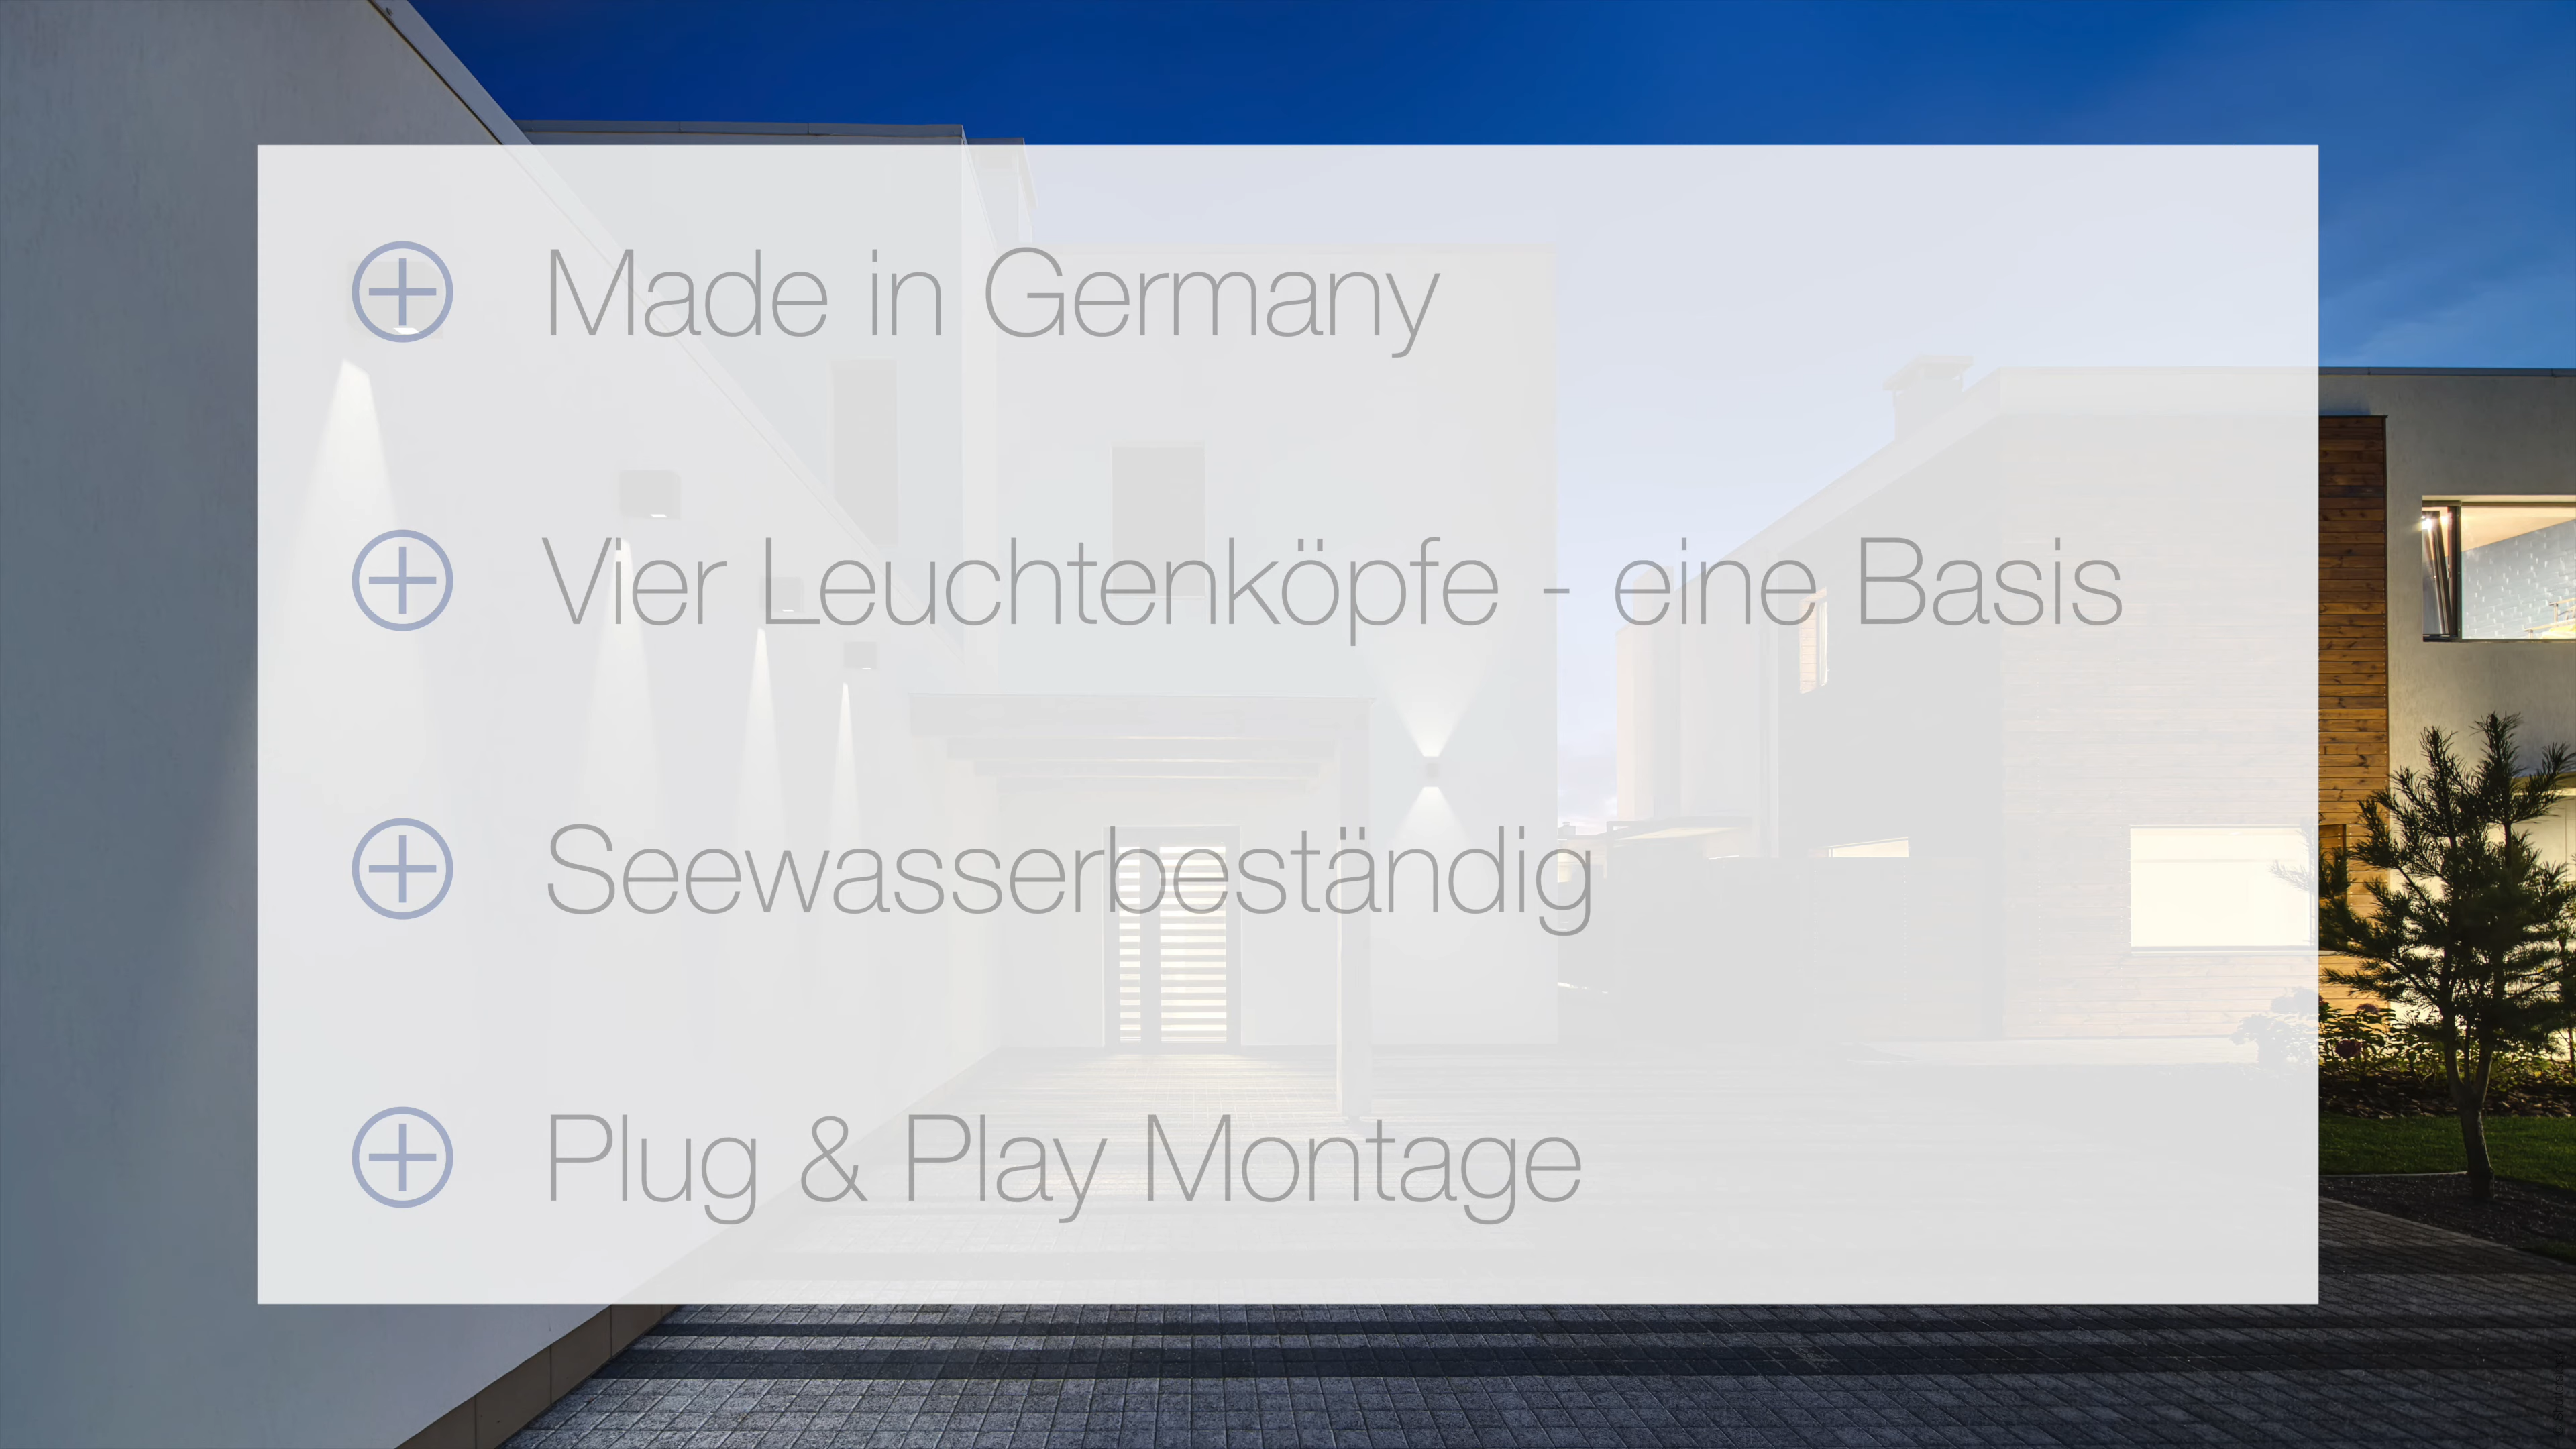 Made in Germany
Vier Leuchtenköpfe - eine Basis
Seewasserbeständig
Plug & Play Montage